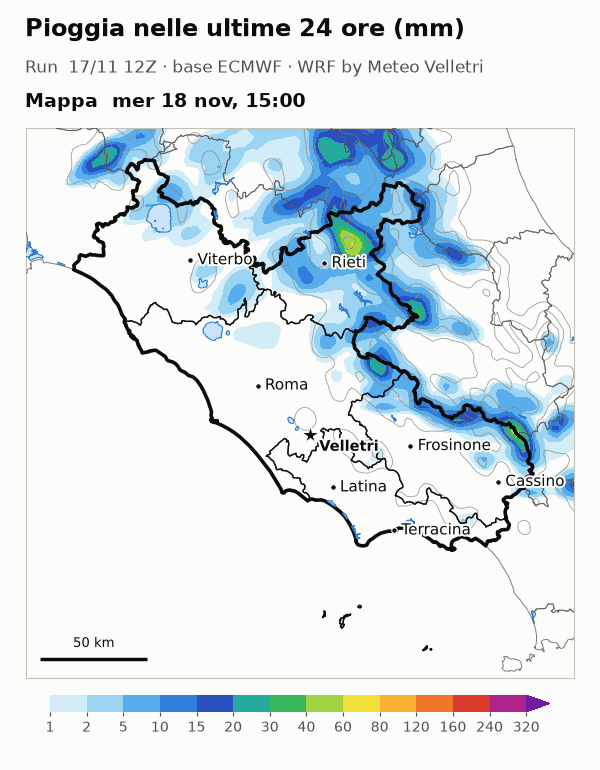 Pioggia nelle ultime 24 ore (mm)
Run  17/11 12Z · base ECMWF · WRF by Meteo Velletri
Mappa  mer 18 nov, 15:00
Viterbo
Rieti
Roma
Velletri
Frosinone
Latina
Cassino
Terracina
50 km
1 2 5 10 15 20 30 40 60 80 120 160 240 320